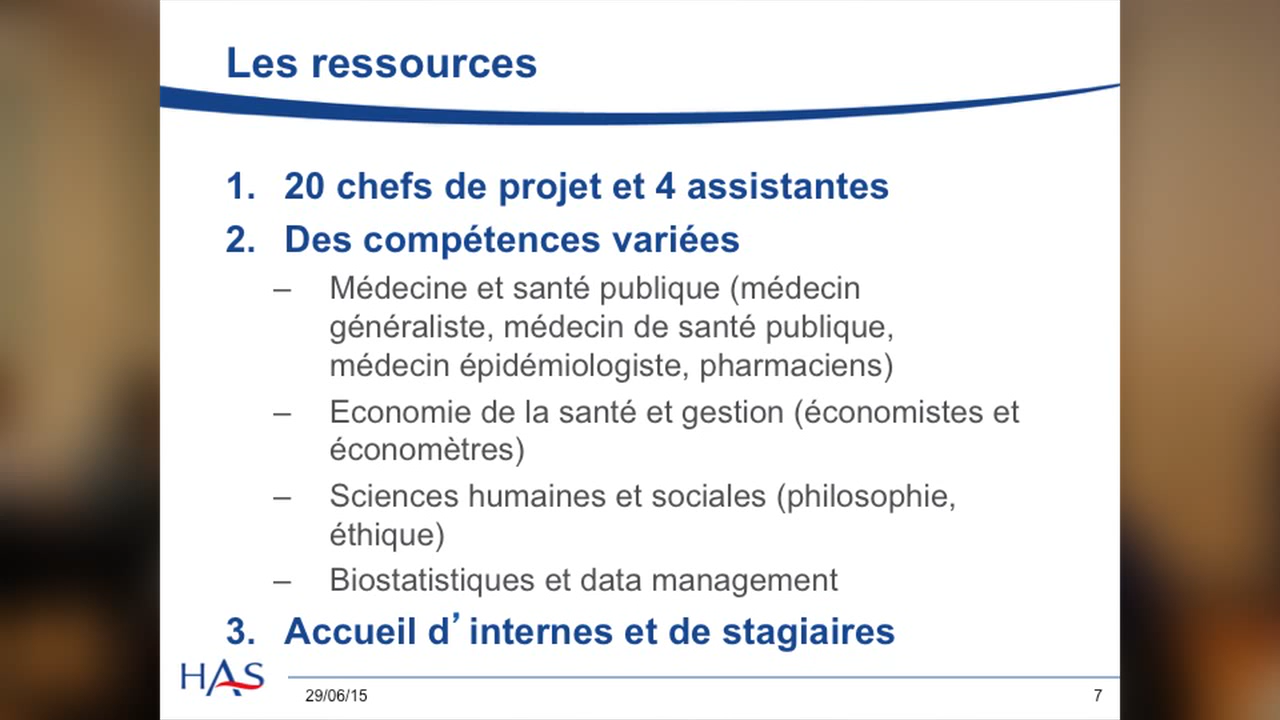 Les ressources
1. 20 chefs de projet et 4 assistantes
2. Des compétences variées
– Médecine et santé publique (médecin
généraliste, médecin de santé publique,
médecin épidémiologiste, pharmaciens)
– Economie de la santé et gestion (économistes et
économètres)
– Sciences humaines et sociales (philosophie,
éthique)
– Biostatistiques et data management
3. Accueil d’internes et de stagiaires
HAS
29/06/15
7